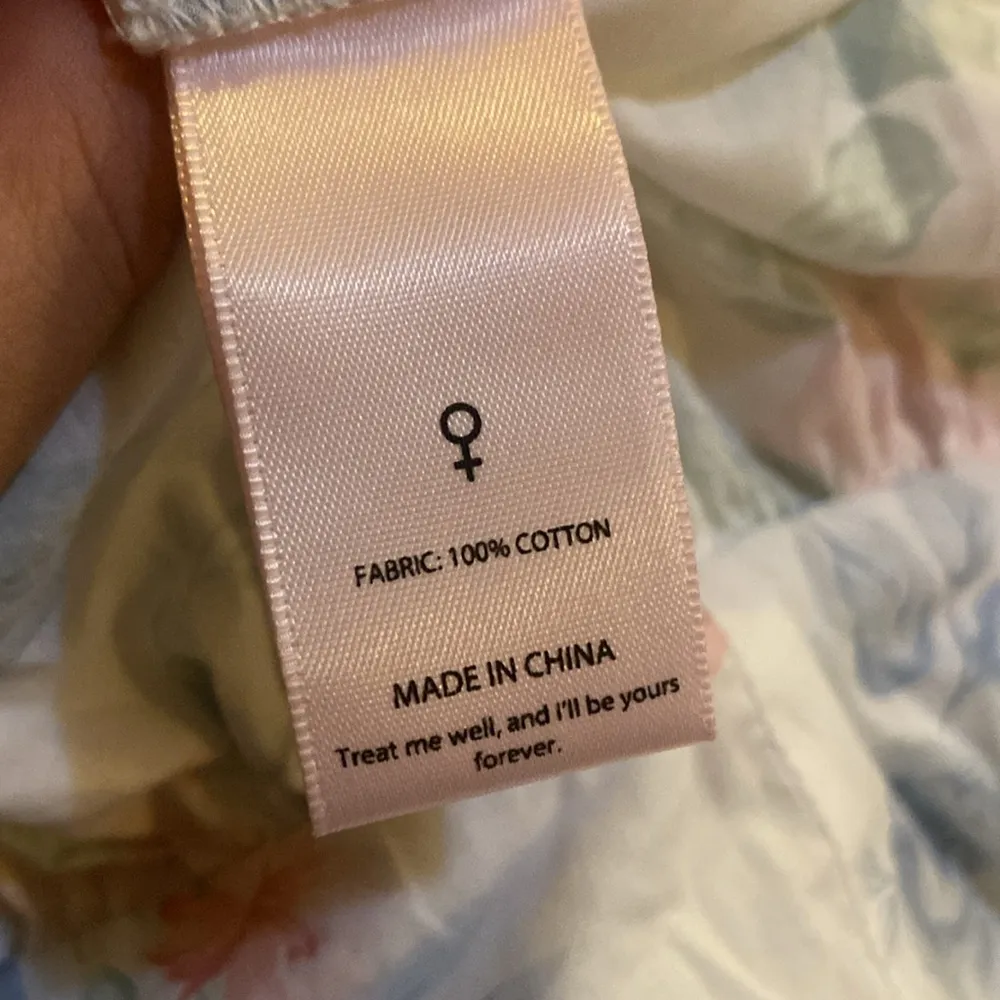 FABRIC: 100% COTTON
MADE IN CHINA
Treat me well, and I'll be yours
forever.